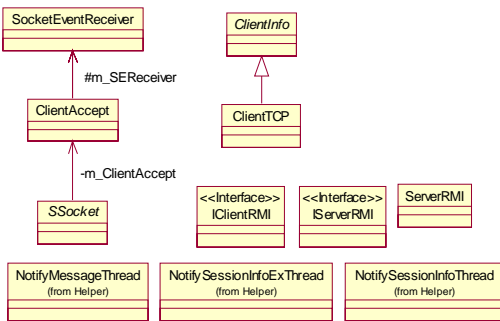 SocketEventReceiver
ClientInfo
#m_SEReceiver
ClientAccept
ClientTCP
-m_ClientAccept
SSocket
<<Interface>>
IClientRMI
<<Interface>>
IServerRMI
ServerRMI
NotifyMessageThread
(from Helper)
NotifySessionInfoExThread
(from Helper)
NotifySessionInfoThread
(from Helper)